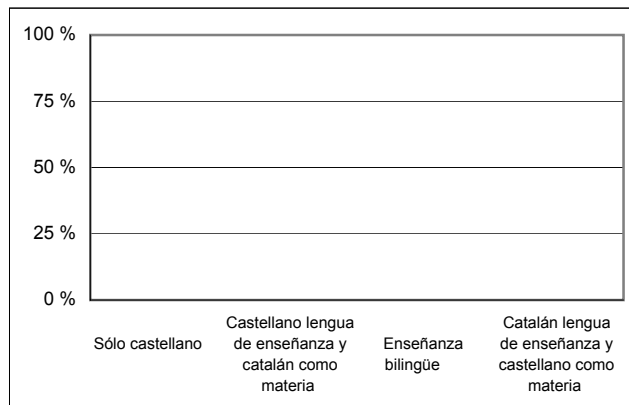 100 %
75 %
50 %
25 %
0 %
Sólo castellano
Castellano lengua
de enseñanza y
catalán como
materia
Enseñanza
bilingüe
Catalán lengua
de enseñanza y
castellano como
materia